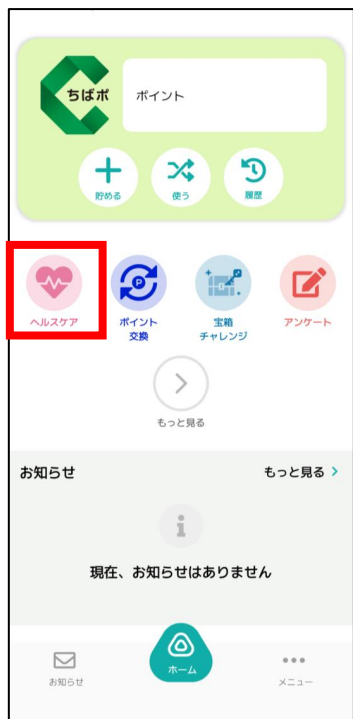 ちばポ
ポイント
貯める
使う
履歴
ヘルスケア
ポイント
交換
宝箱
チャレンジ
アンケート
もっと見る
お知らせ
もっと見る
現在、お知らせはありません
お知らせ
ホーム
メニュー